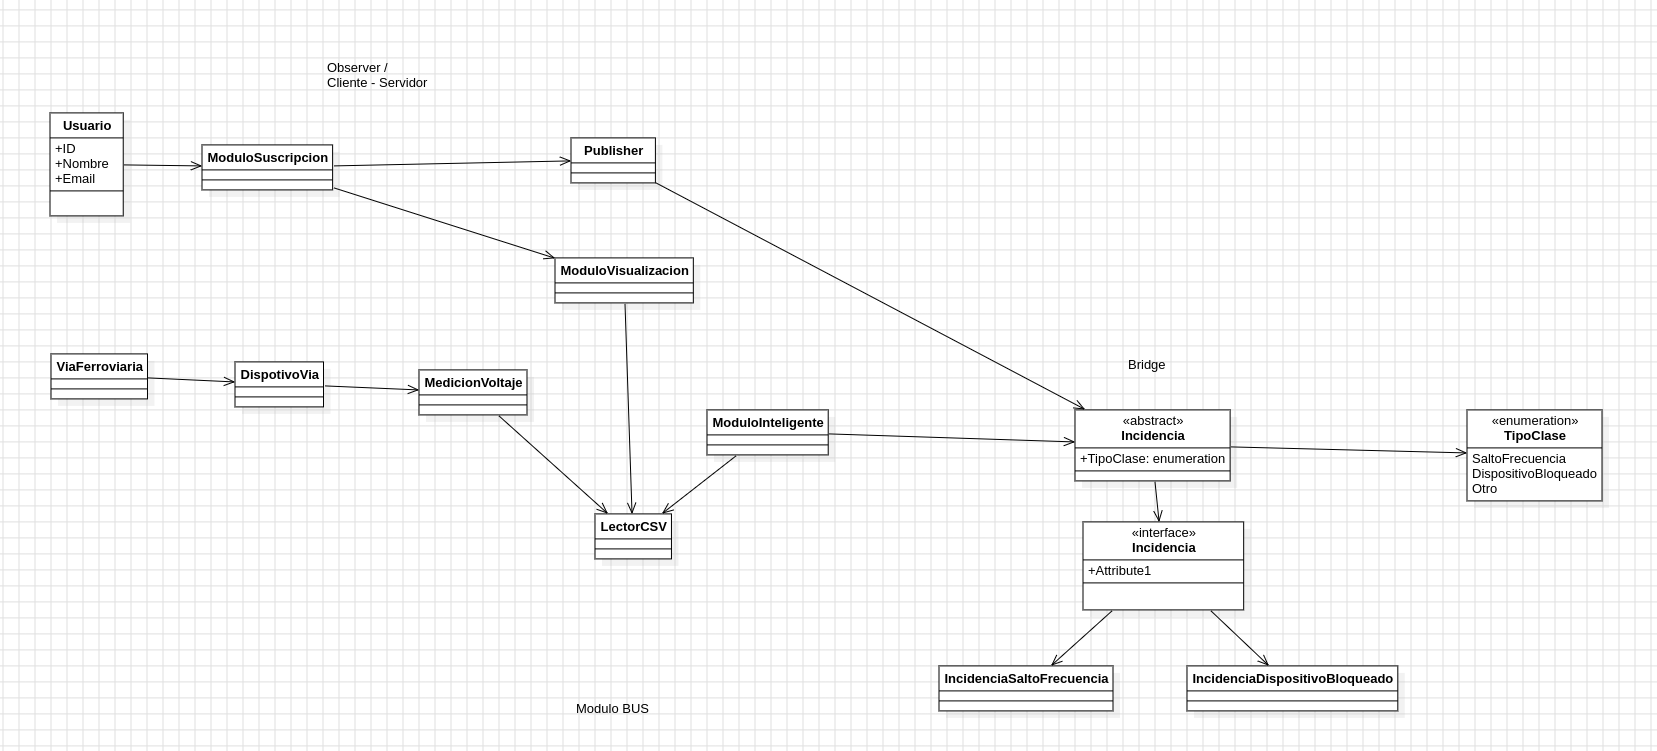 Observer /
Cliente - Servidor
Usuario
+ID
+Nombre
+Email
ModuloSuscripcion
Publisher
ModuloVisualizacion
ViaFerroviaria
DispotivoVia
MedicionVoltaje
ModuloInteligente
LectorCSV
Bridge
«abstract»
Incidencia
+TipoClase: enumeration
«enumeration»
TipoClase
SaltoFrecuencia
DispositivoBloqueado
Otro
«interface»
Incidencia
+Attribute1
IncidenciaSaltoFrecuencia
IncidenciaDispositivoBloqueado
Modulo BUS